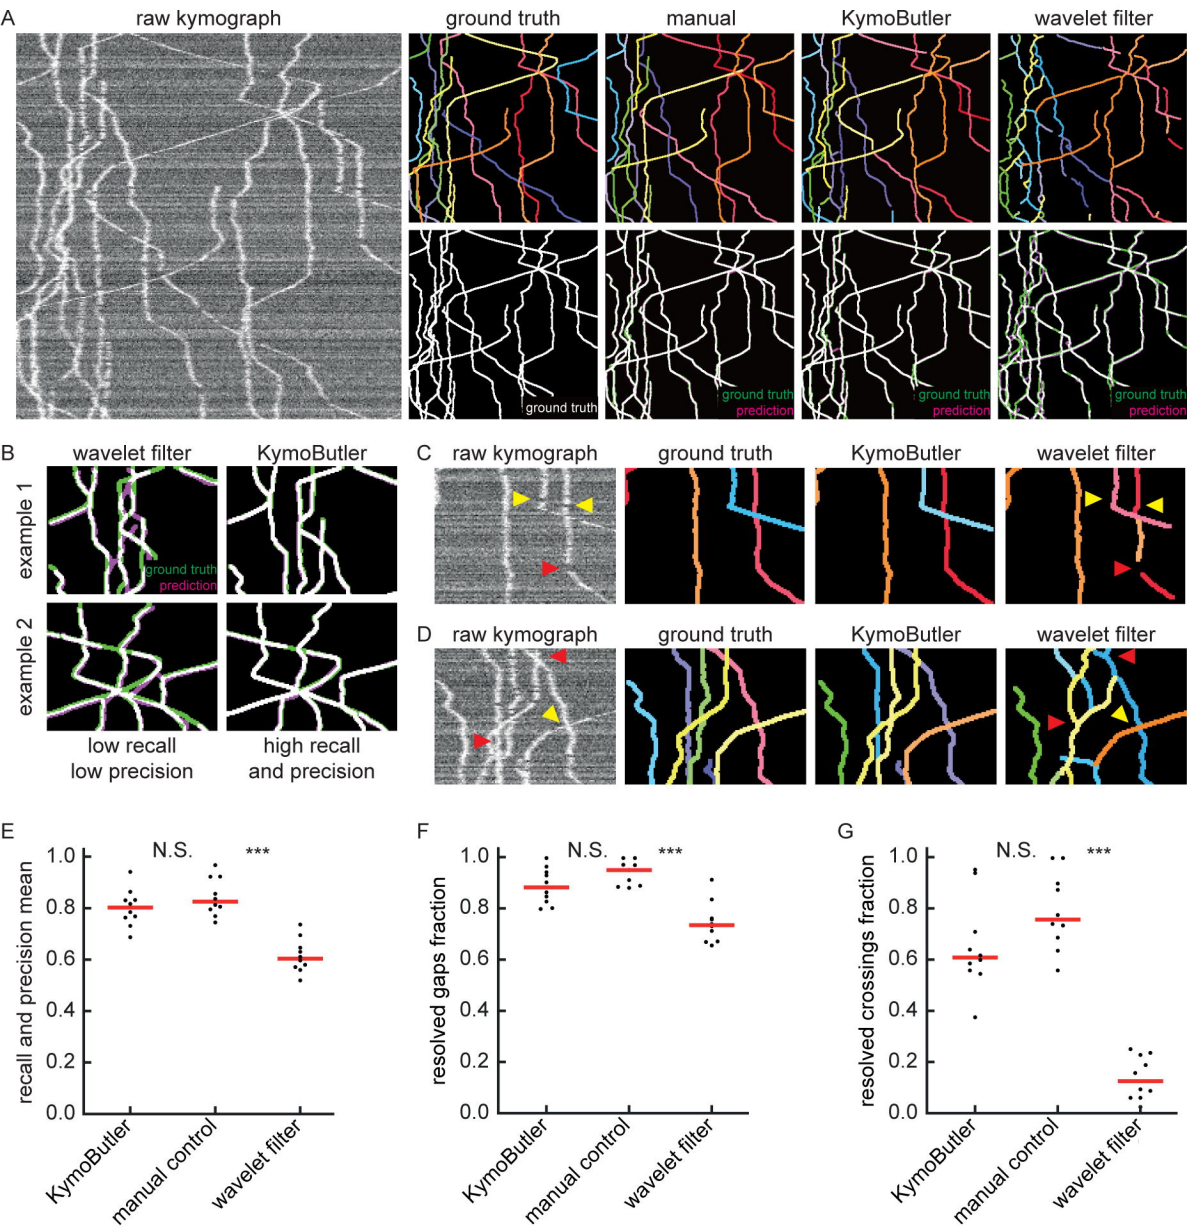 A
raw kymograph
ground truth
manual
KymoButler
wavelet filter
ground truth
ground truth
prediction
ground truth
prediction
ground truth
prediction
B
wavelet filter
KymoButler
example 1
ground truth
prediction
example 2
low recall
low precision
high recall
and precision
C
raw kymograph
ground truth
KymoButler
wavelet filter
D
raw kymograph
ground truth
KymoButler
wavelet filter
E
N.S.
***
recall and precision mean
1.0
0.8
0.6
0.4
0.2
0.0
KymoButler
manual control
wavelet filter
F
N.S.
***
resolved gaps fraction
1.0
0.8
0.6
0.4
0.2
0.0
KymoButler
manual control
wavelet filter
G
N.S.
***
resolved crossings fraction
1.0
0.8
0.6
0.4
0.2
0.0
KymoButler
manual control
wavelet filter